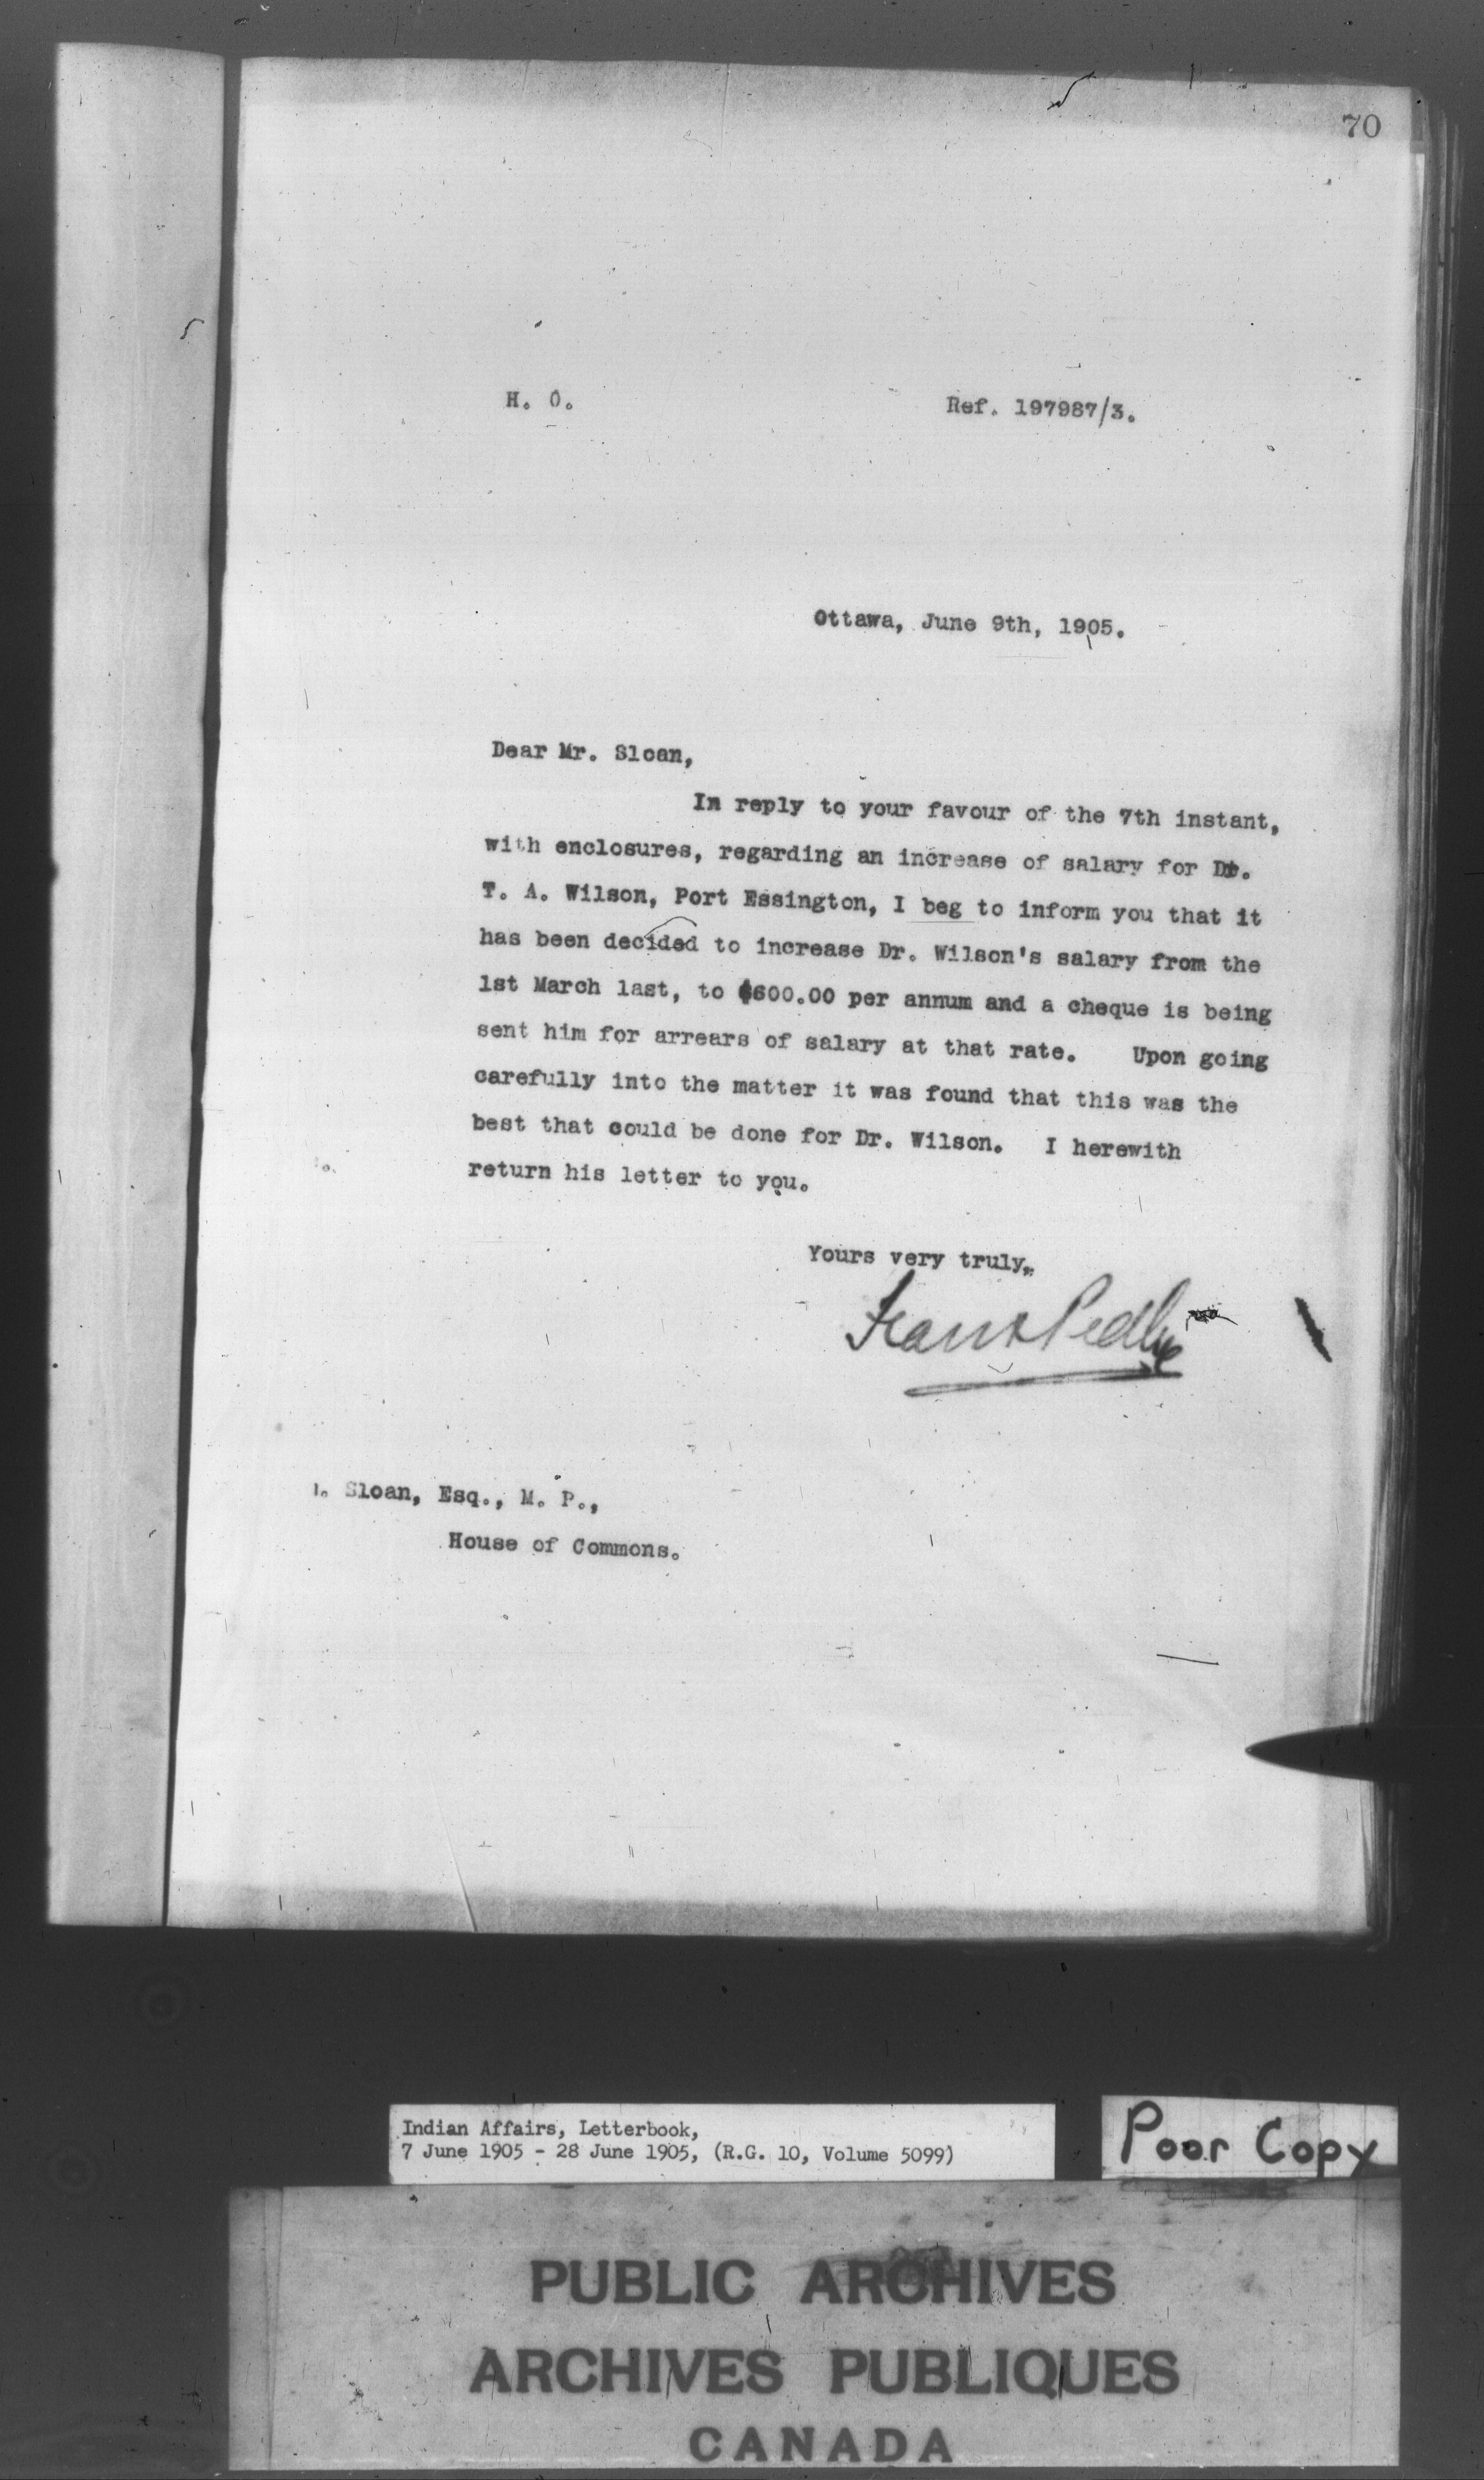 70
H. O.
Ref. 197987/3.
Ottawa, June 9th, 1905.
Dear Mr. Sloan,
In reply to your favour of the 7th instant,
with enclosures, regarding an increase of salary for Dr.
T. A. Wilson, Port Essington, I beg to inform you that it
has been decided to increase Dr. Wilson's salary from the
1st March last, to $600.00 per annum and a cheque is being
sent him for arrears of salary at that rate. Upon going
carefully into the matter it was found that this was the
best that could be done for Dr. Wilson. I herewith
return his letter to you.
Yours very truly,
Frank Pedley
Sloan, Esq., M. P.,
House of Commons.
Indian Affairs, Letterbook,
7 June 1905 - 28 June 1905, (R.G. 10, Volume 5099)
Poor Copy
PUBLIC ARCHIVES
ARCHIVES PUBLIQUES
CANADA